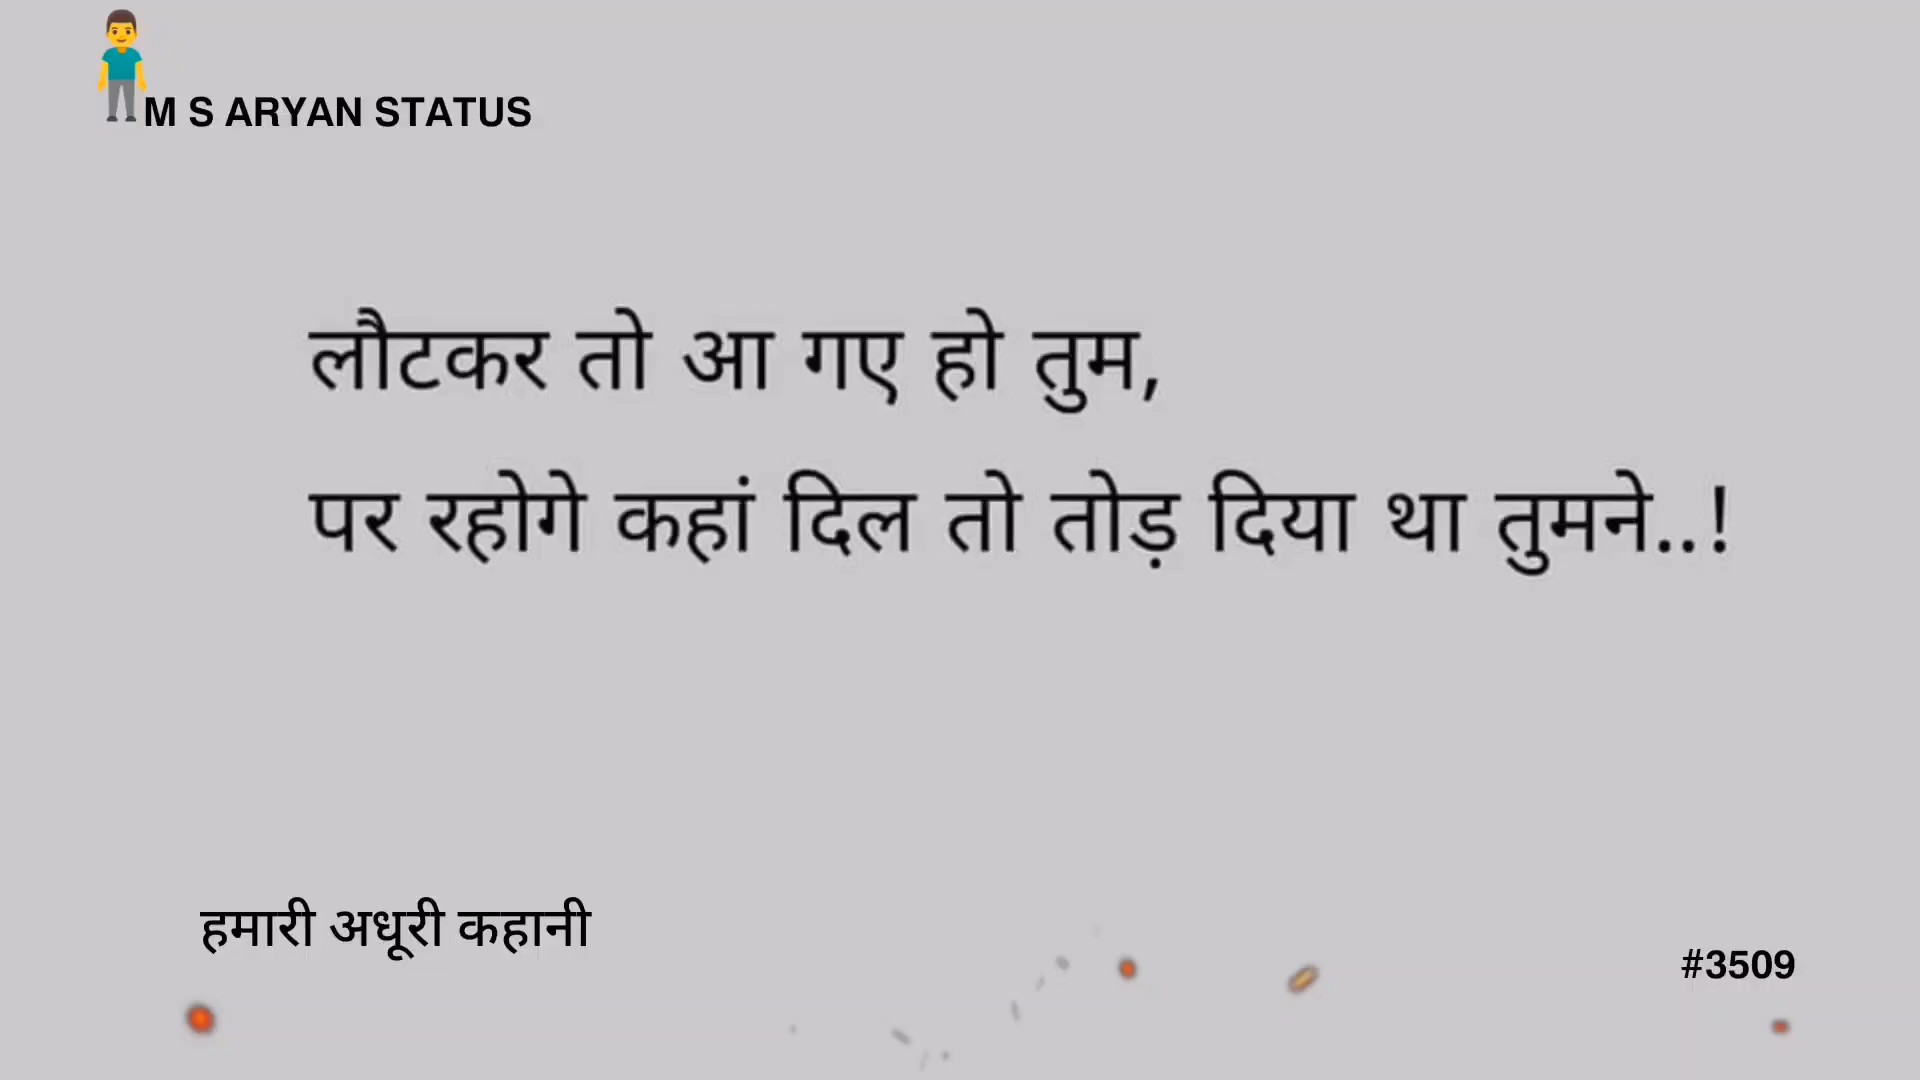 M S ARYAN STATUS
लौटकर तो आ गए हो तुम,
पर रहोगे कहां दिल तो तोड़ दिया था तुमने..!
हमारी अधूरी कहानी
#3509